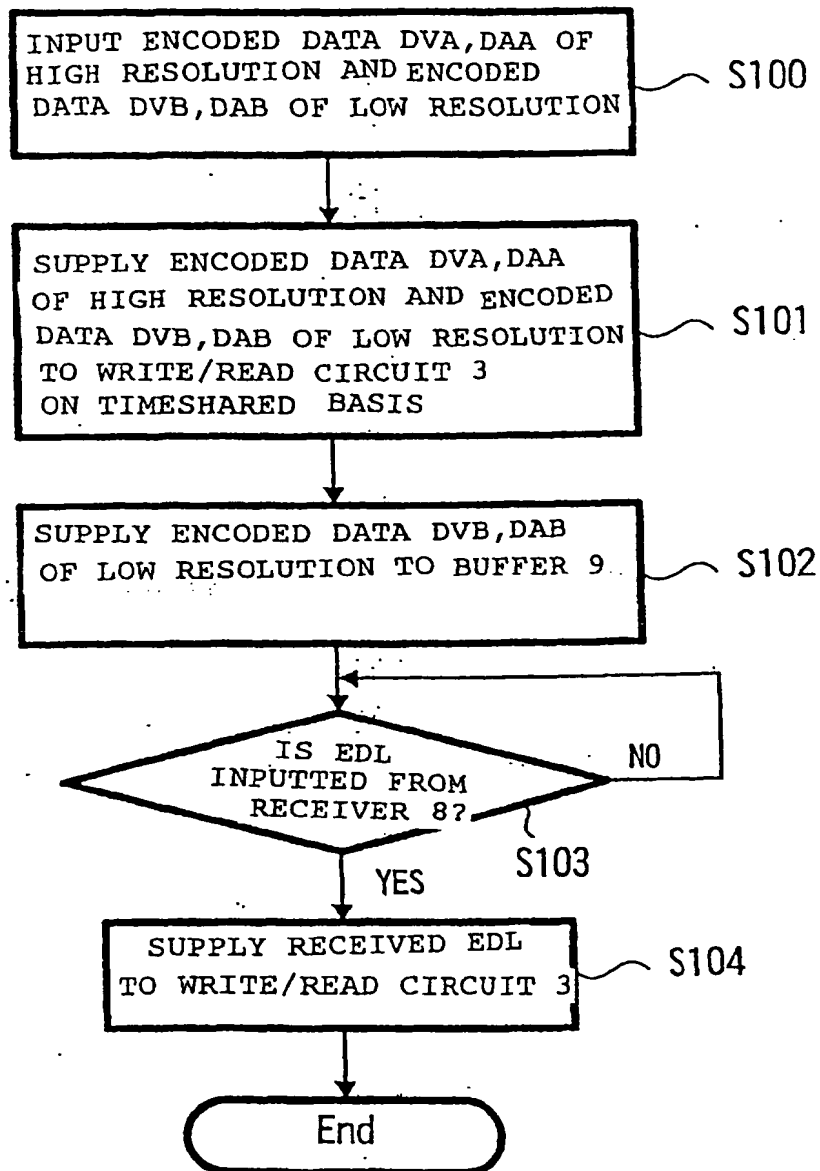 INPUT ENCODED DATA DVA,DAA OF
HIGH RESOLUTION AND ENCODED
DATA DVB,DAB OF LOW RESOLUTION
S100
SUPPLY ENCODED DATA DVA,DAA
OF HIGH RESOLUTION AND ENCODED
DATA DVB,DAB OF LOW RESOLUTION
TO WRITE/READ CIRCUIT 3
ON TIMESHARED BASIS
S101
SUPPLY ENCODED DATA DVB,DAB
OF LOW RESOLUTION TO BUFFER 9
S102
IS EDL
INPUTTED FROM
RECEIVER 8?
NO
S103
YES
SUPPLY RECEIVED EDL
TO WRITE/READ CIRCUIT 3
S104
End